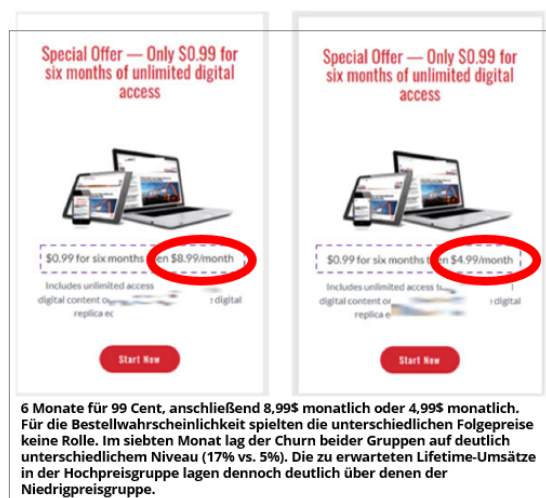 Special Offer — Only $0.99 for
six months of unlimited digital
access
$0.99 for six months en $8.99/month
Includes unlimited access
digital content digital
replica
Start Now
Special Offer — Only $0.99 for
six months of unlimited digital
access
$0.99 for six months en $4.99/month
Includes unlimited access
digital content digital
replica
Start Now
6 Monate für 99 Cent, anschließend 8,99$ monatlich oder 4,99$ monatlich.
Für die Bestellwahrscheinlichkeit spielten die unterschiedlichen Folgepreise
keine Rolle. Im siebten Monat lag der Churn beider Gruppen auf deutlich
unterschiedlichem Niveau (17% vs. 5%). Die zu erwarteten Lifetime-Umsätze
in der Hochpreisgruppe lagen dennoch deutlich über denen der
Niedrigpreisgruppe.